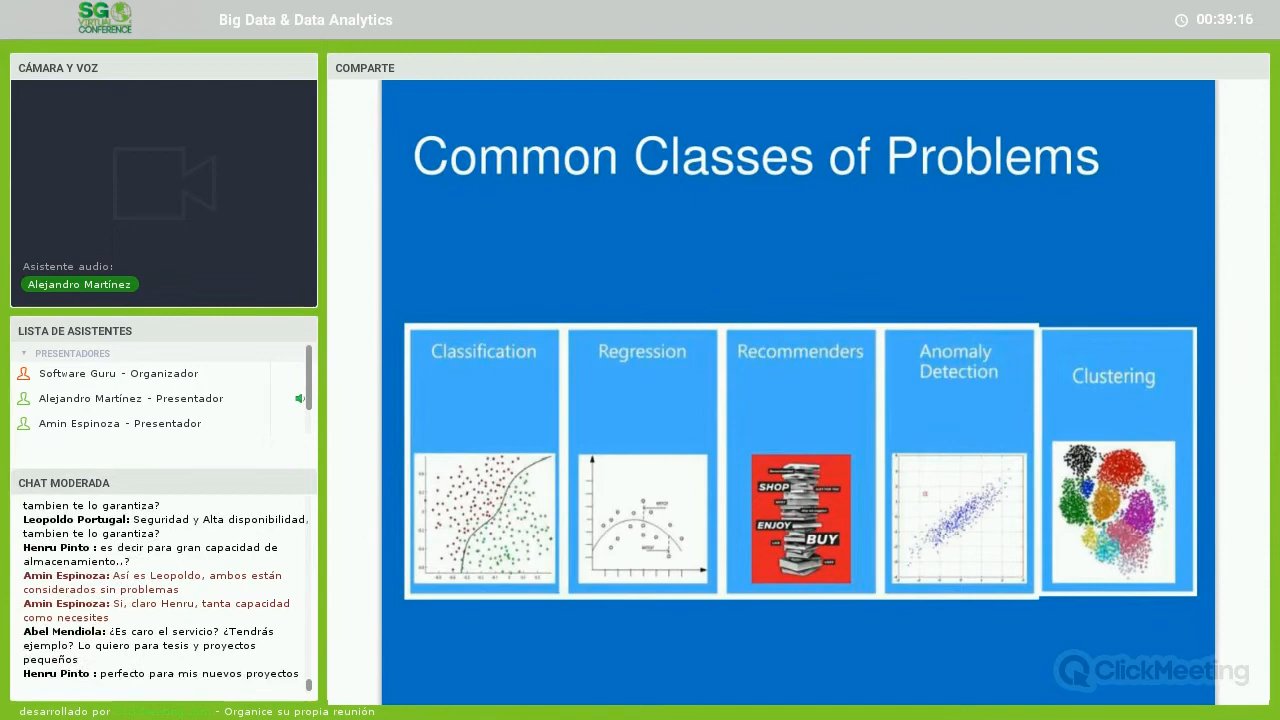 SG
VIRTUAL
CONFERENCE
Big Data & Data Analytics
00:39:16
CÁMARA Y VOZ
Asistente audio:
Alejandro Martínez
LISTA DE ASISTENTES
PRESENTADORES
Software Guru - Organizador
Alejandro Martínez - Presentador
Amin Espinoza - Presentador
CHAT MODERADA
tambien te lo garantiza?
Leopoldo Portugal: Seguridad y Alta disponibilidad,
tambien te lo garantiza?
Henru Pinto : es decir para gran capacidad de
almacenamiento,,?
Amin Espinoza: Así es Leopoldo, ambos están
considerados sin problemas
Amin Espinoza: Si, claro Henru, tanta capacidad
como necesites
Abel Mendiola: ¿Es caro el servicio? ¿Tendrás
ejemplo? Lo quiero para tesis y proyectos
pequeños
Henru Pinto : perfecto para mis nuevos proyectos
desarrollado por
- Organice su propia reunión
COMPARTE
Common Classes of Problems
Classification
Regression
Recommenders
Anomaly
Detection
Clustering
SHOP
ENJOY
BUY
ClickMeeting